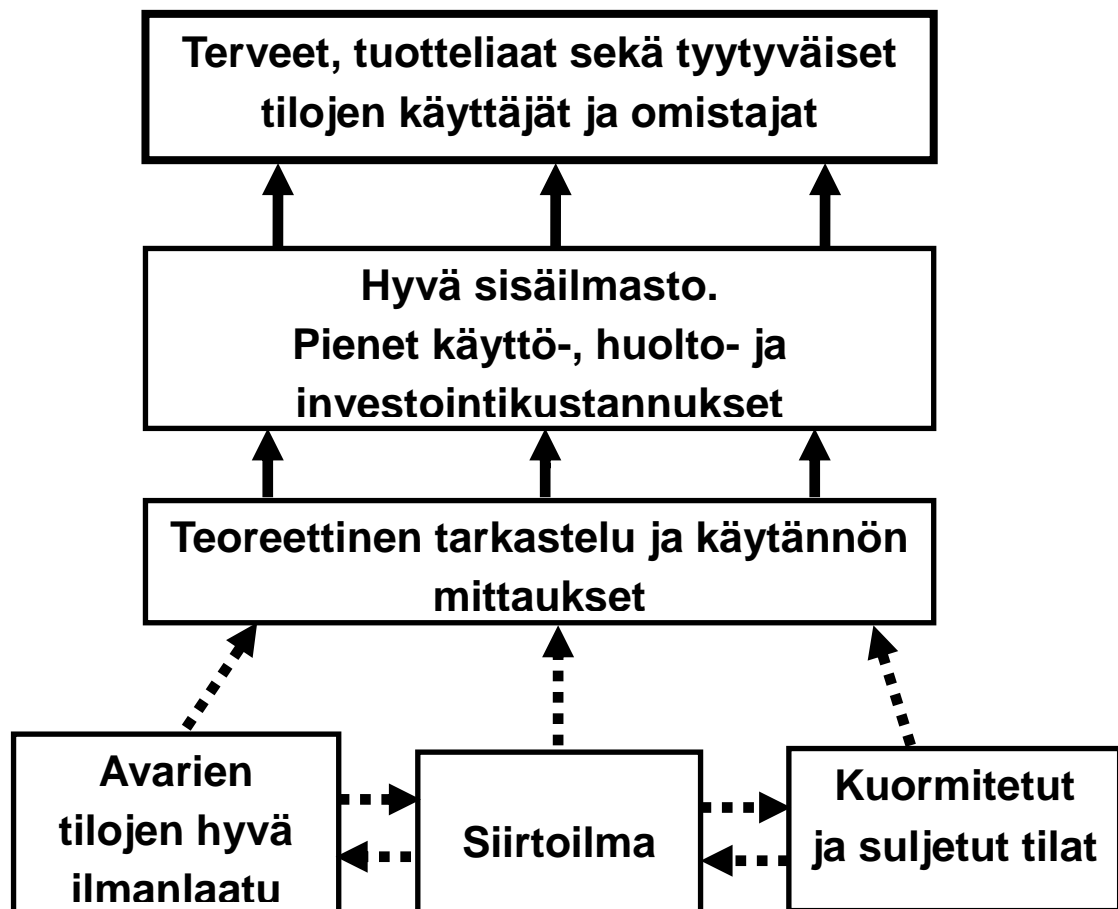 Terveet, tuotteliaat sekä tyytyväiset
tilojen käyttäjät ja omistajat
Hyvä sisäilmasto.
Pienet käyttö-, huolto- ja
investointikustannukset
Teoreettinen tarkastelu ja käytännön
mittaukset
Avarien
tilojen hyvä
ilmanlaatu
Siirtoilma
Kuormitetut
ja suljetut tilat